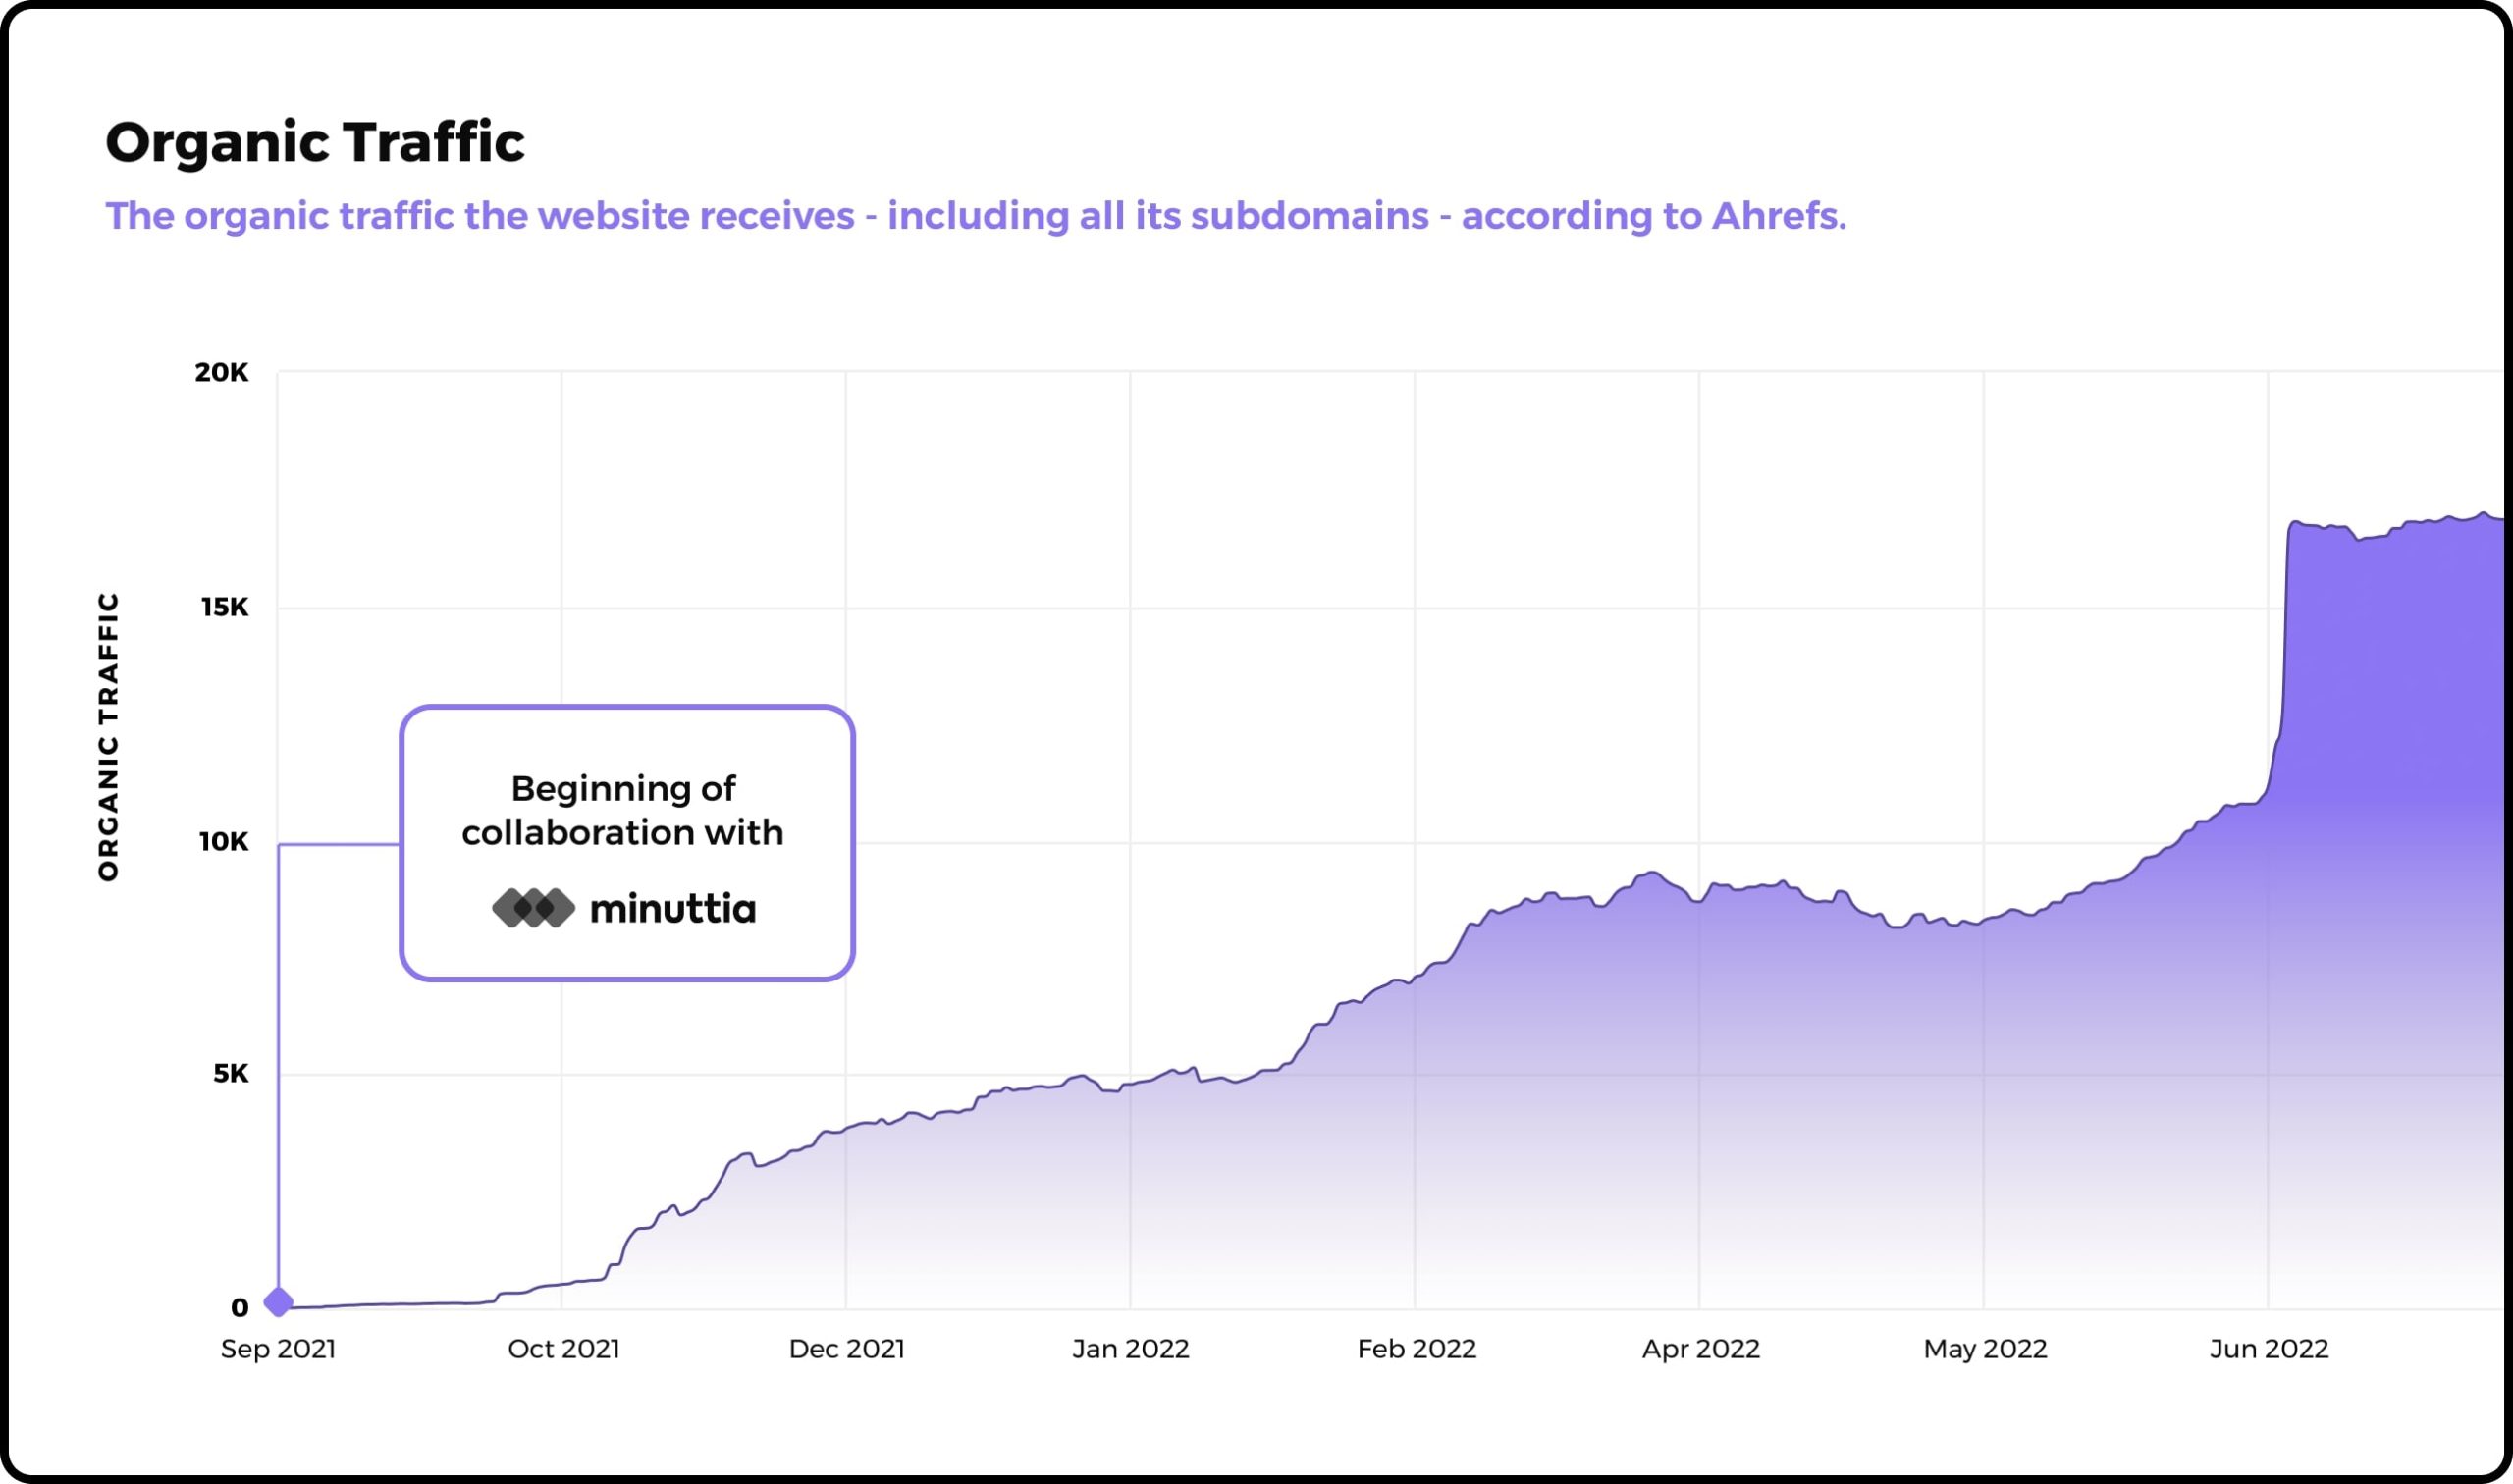 Organic Traffic
The organic traffic the website receives - including all its subdomains - according to Ahrefs.
ORGANIC TRAFFIC
20K
15K
10K
5K
0
Beginning of
collaboration with
minuttia
Sep 2021
Oct 2021
Dec 2021
Jan 2022
Feb 2022
Apr 2022
May 2022
Jun 2022